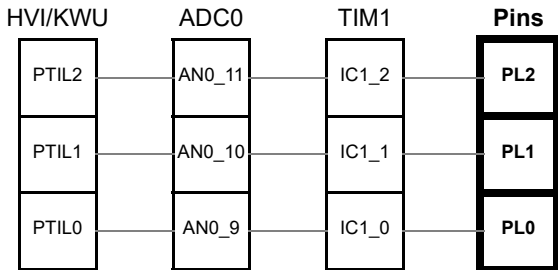 HVI/KWU ADC0 TIM1 Pins
PTIL2 AN0_11 IC1_2 PL2
PTIL1 AN0_10 IC1_1 PL1
PTIL0 AN0_9 IC1_0 PL0